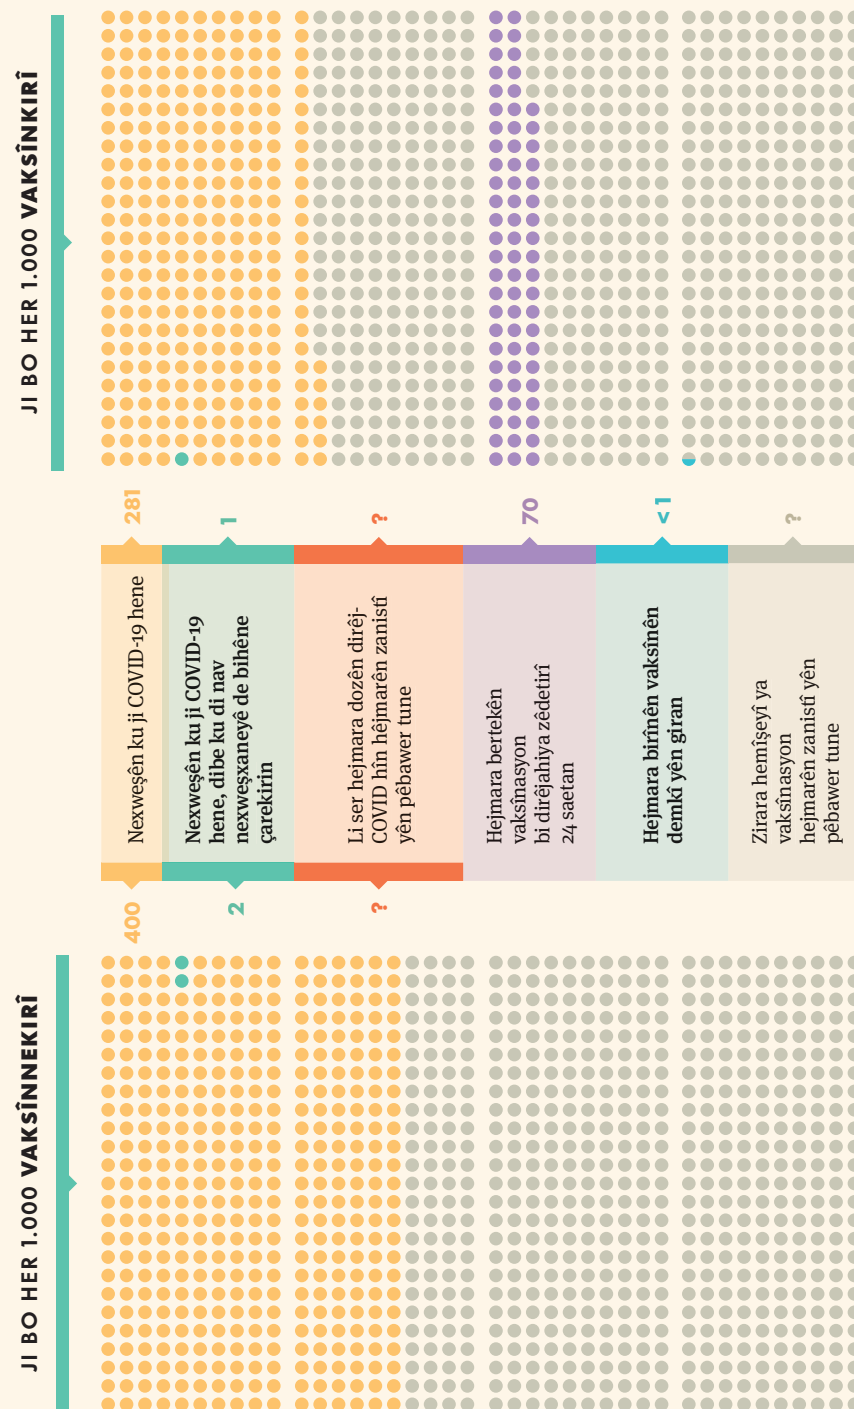 JI BO HER 1.000 VAKSÎNNEKIRÎ
JI BO HER 1.000 VAKSÎNKIRÎ
400
Nexweşên ku ji COVID-19 hene
281
2
Nexweşên ku ji COVID-19
hene, dibe ku di nav
nexweşxaneyê de bihêne
çarekirin
1
?
Li ser hejmara dozên dirêj-
COVID hîn hêjmarên zanistî
yên pêbawer tune
?
Hejmara bertekên
vaksînasyon
bi dirêjahiya zêdetirî
24 saetan
70
Hejmara birînên vaksînên
demkî yên giran
<1
Zirara hemîşeyî ya
vaksînasyon
hejmarên zanistî yên
pêbawer tune
?